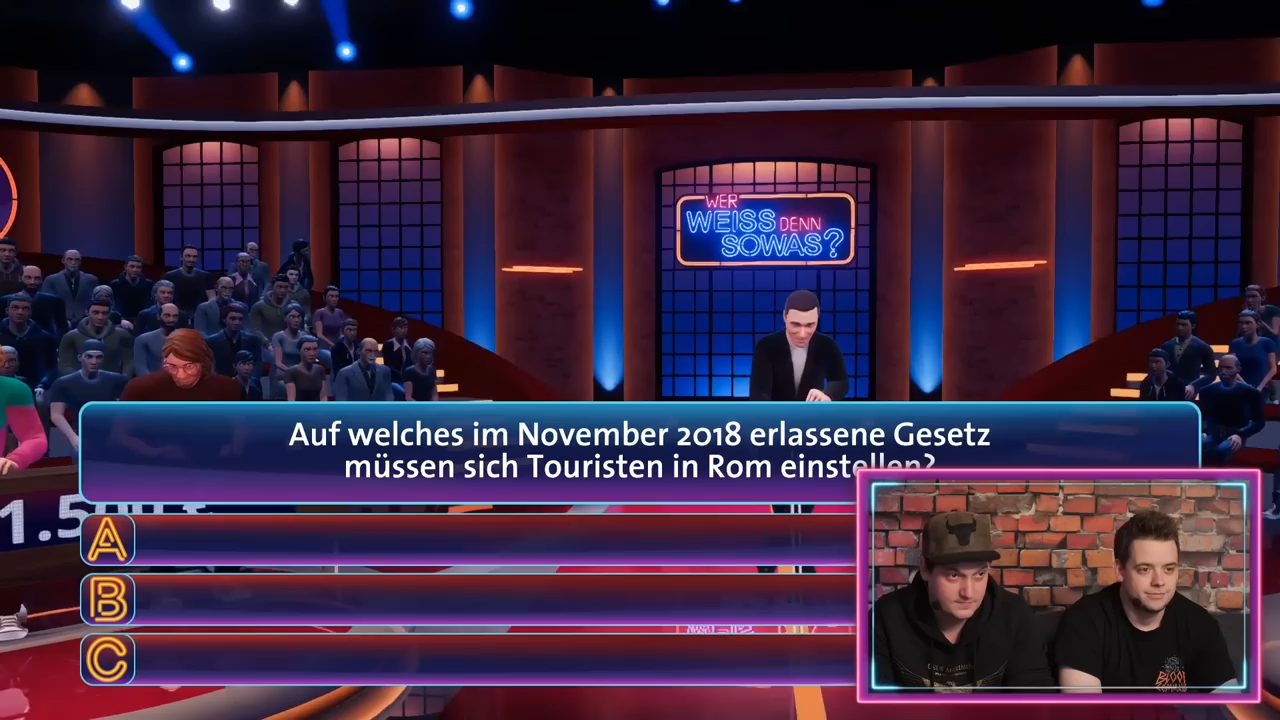 WER
WEISS DENN
SOWAS?
Auf welches im November 2018 erlassene Gesetz
müssen sich Touristen in Rom einstellen?
A
B
C